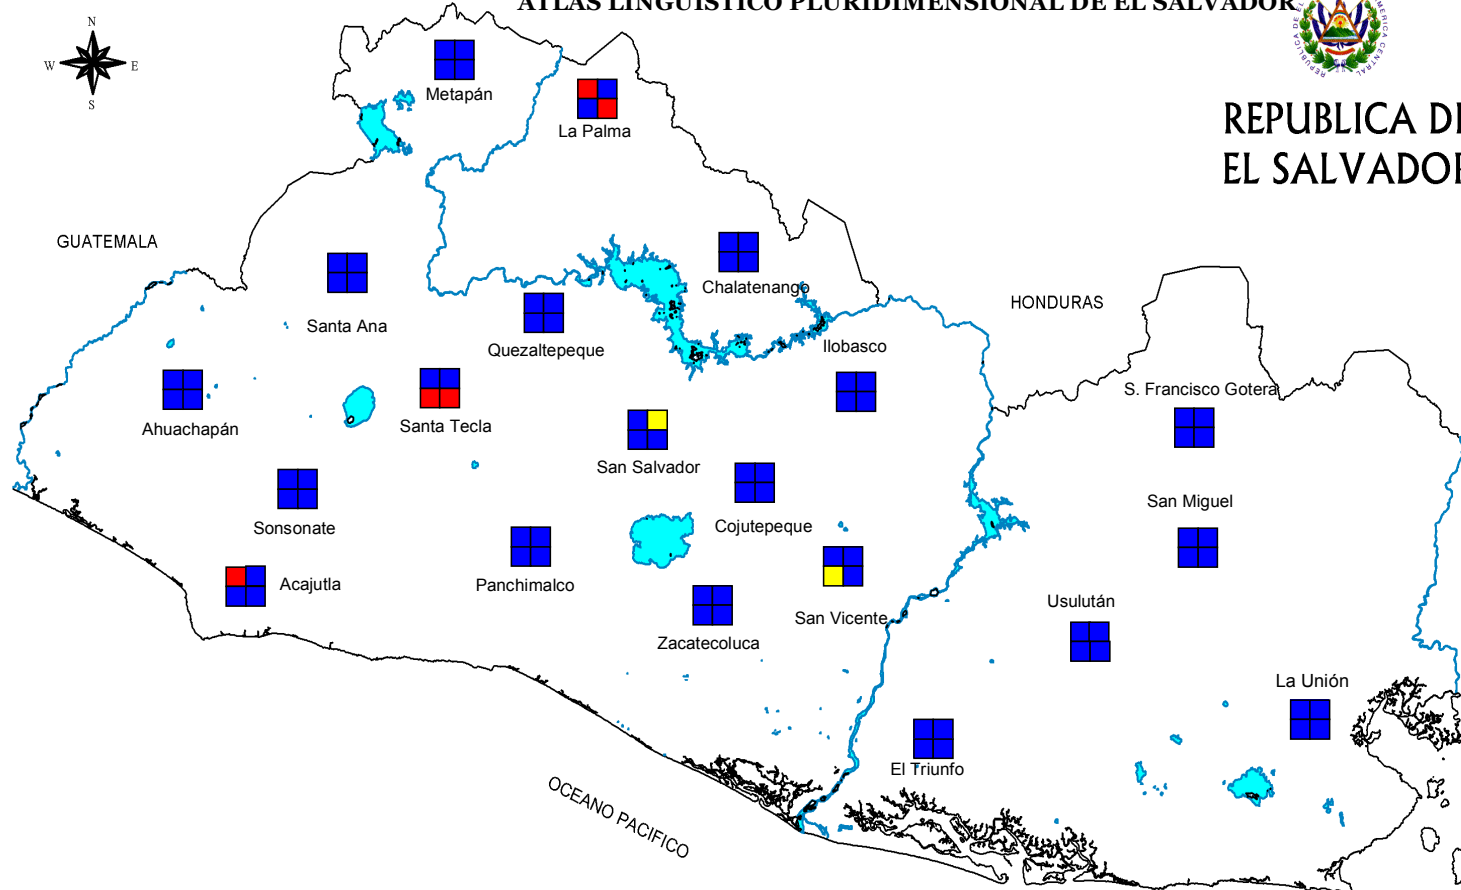 ATLAS LINGÜÍSTICO PLURIDIMENSIONAL DE EL SALVADOR
N
W
E
S
REPUBLICA DE
EL SALVADOR
Metapán
La Palma
GUATEMALA
HONDURAS
Chalatenango
Santa Ana
Quezaltepeque
Ilobasco
S. Francisco Gotera
Ahuachapán
Santa Tecla
San Salvador
San Miguel
Sonsonate
Cojutepeque
Acajutla
Panchimalco
Usulután
San Vicente
Zacatecoluca
La Unión
El Triunfo
OCEANO PACIFICO